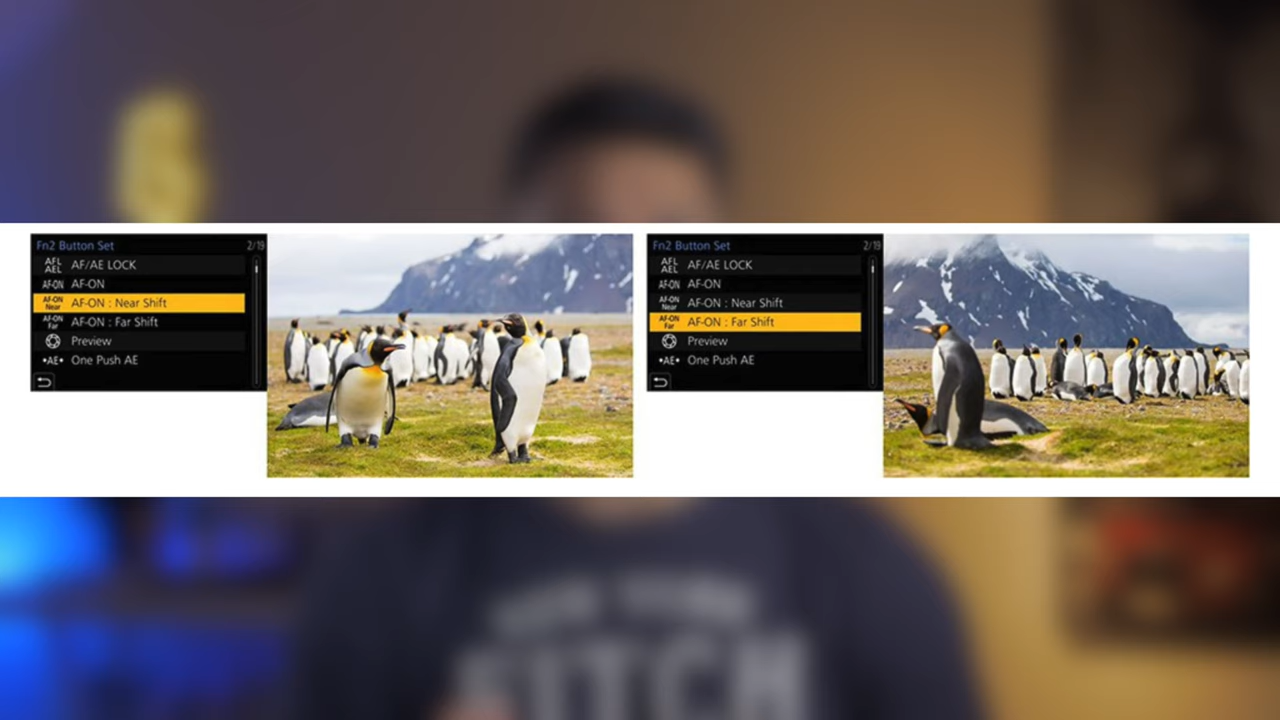 Fn2 Button Set 2/19
AFL AEL AF/AE LOCK
AF-ON AF-ON
AF-ON Near AF-ON : Near Shift
AF-ON Far AF-ON : Far Shift
Preview
•AE• One Push AE
Fn2 Button Set 2/19
AFL AEL AF/AE LOCK
AF-ON AF-ON
AF-ON Near AF-ON : Near Shift
AF-ON Far AF-ON : Far Shift
Preview
•AE• One Push AE